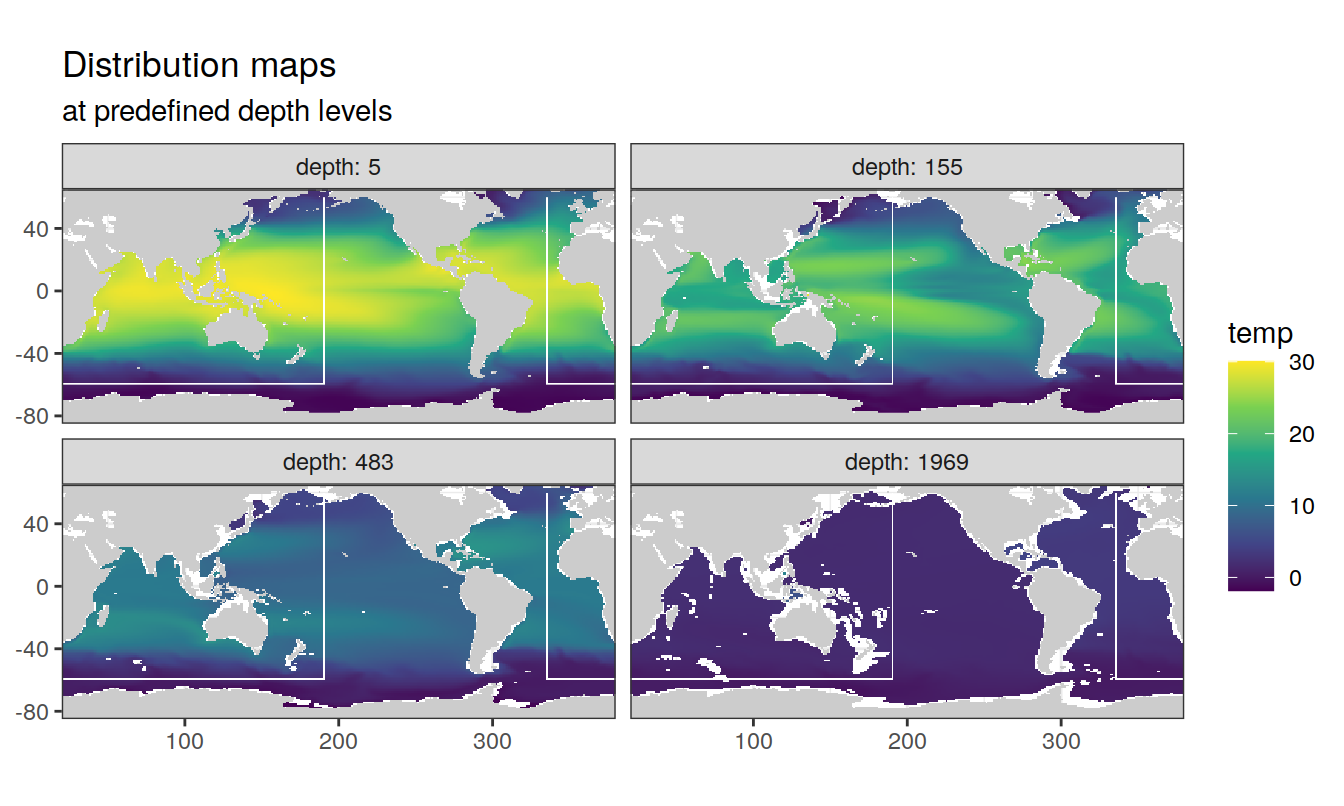 Distribution maps
at predefined depth levels
depth: 5
depth: 155
40
0
-40
-80
depth: 483
depth: 1969
40
0
-40
-80
100
200
300
100
200
300
temp
30
20
10
0